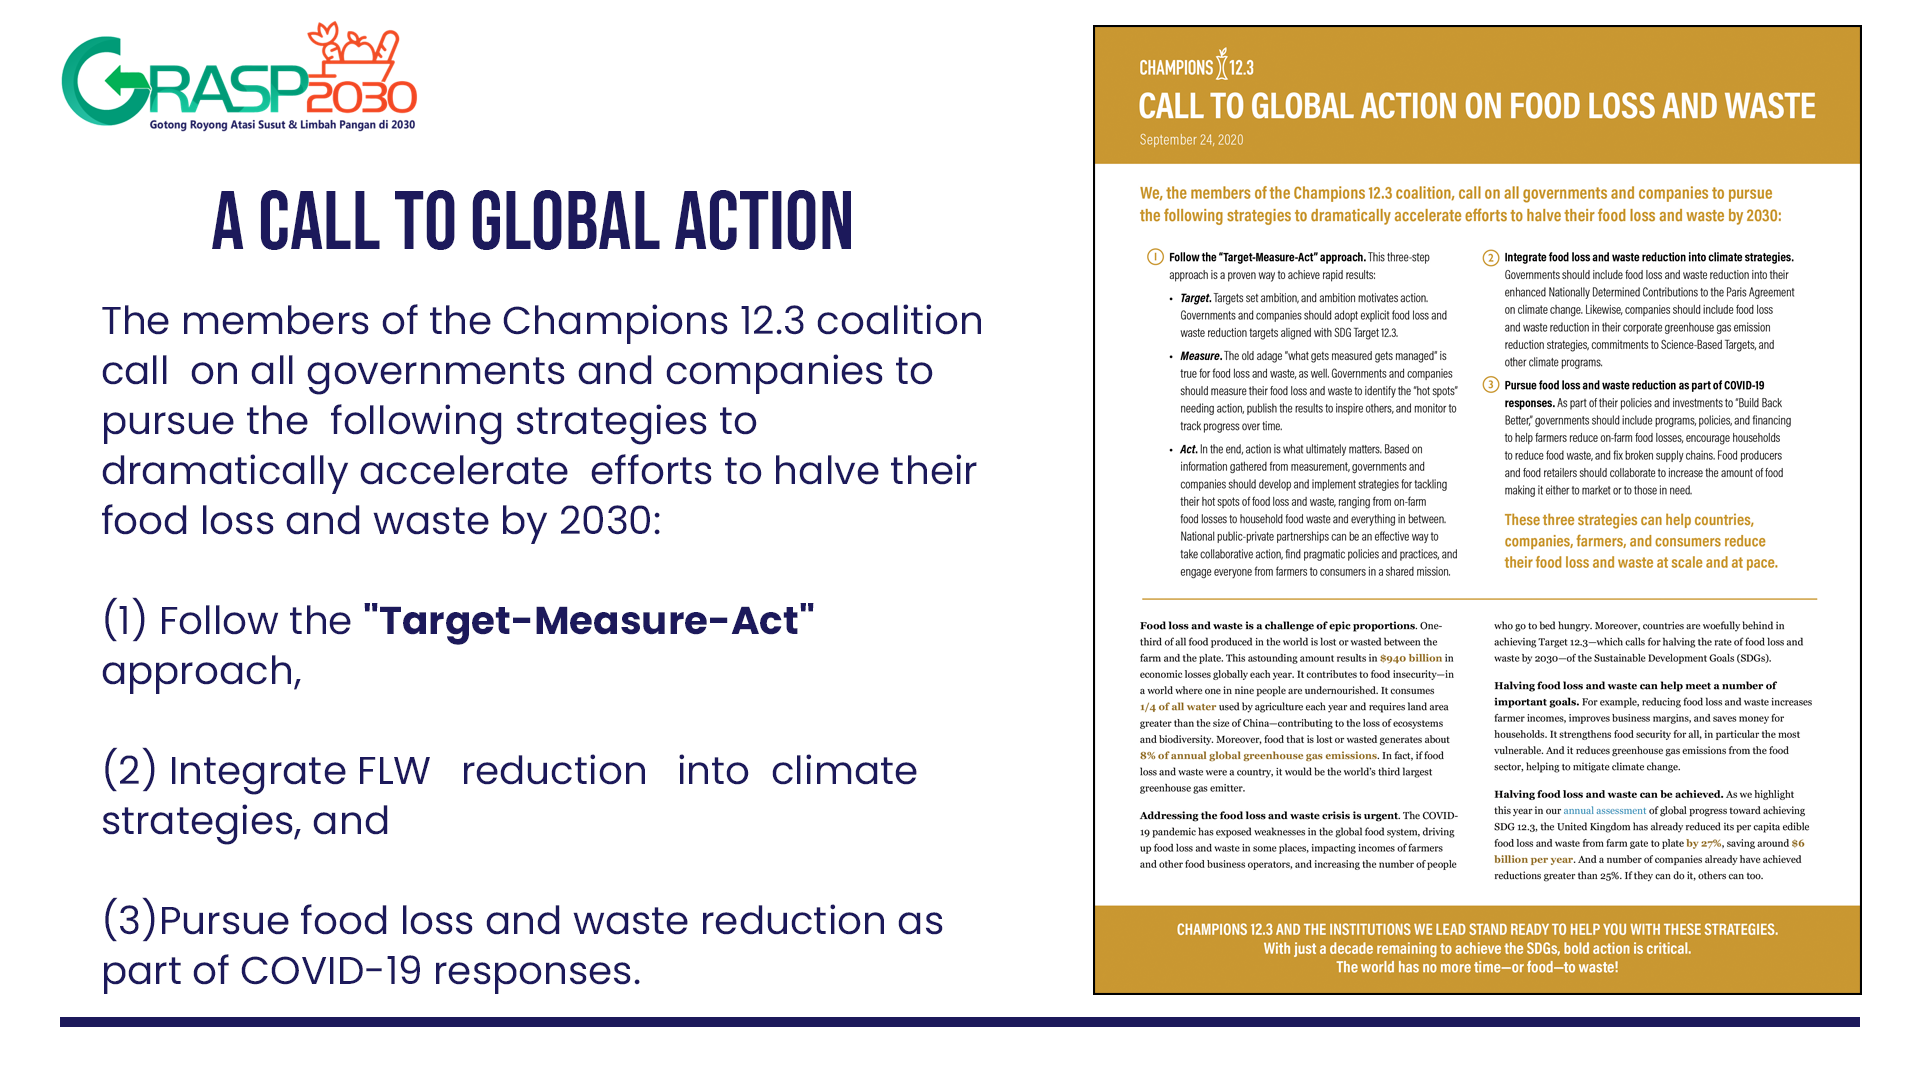 GRASP
2030
Gotong Royong Atasi Susut & Limbah Pangan di 2030
A CALL TO GLOBAL ACTION
The members of the Champions 12.3 coalition
call on all governments and companies to
pursue the following strategies to
dramatically accelerate efforts to halve their
food loss and waste by 2030:
(1) Follow the "Target-Measure-Act"
approach,
(2) Integrate FLW reduction into climate
strategies, and
(3)Pursue food loss and waste reduction as
part of COVID-19 responses.
CHAMPIONS 12.3
CALL TO GLOBAL ACTION ON FOOD LOSS AND WASTE
September 24, 2020
We, the members of the Champions 12.3 coalition, call on all governments and companies to pursue
the following strategies to dramatically accelerate efforts to halve their food loss and waste by 2030:
1 Follow the "Target-Measure-Act" approach. This three-step
approach is a proven way to achieve rapid results:
• Target. Targets set ambition, and ambition motivates action.
Governments and companies should adopt explicit food loss and
waste reduction targets aligned with SDG Target 12.3.
• Measure. The old adage "what gets measured gets managed" is
true for food loss and waste, as well. Governments and companies
should measure their food loss and waste to identify the "hot spots"
needing action, publish the results to inspire others, and monitor to
track progress over time.
• Act. In the end, action is what ultimately matters. Based on
information gathered from measurement, governments and
companies should develop and implement strategies for tackling
their hot spots of food loss and waste, ranging from on-farm
food losses to household food waste and everything in between.
National public-private partnerships can be an effective way to
take collaborative action, find pragmatic policies and practices, and
engage everyone from farmers to consumers in a shared mission.
2 Integrate food loss and waste reduction into climate strategies.
Governments should include food loss and waste reduction into their
enhanced Nationally Determined Contributions to the Paris Agreement
on climate change. Likewise, companies should include food loss
and waste reduction in their corporate greenhouse gas emission
reduction strategies, commitments to Science-Based Targets, and
other climate programs.
3 Pursue food loss and waste reduction as part of COVID-19
responses. As part of their policies and investments to "Build Back
Better," governments should include programs, policies, and financing
to help farmers reduce on-farm food losses, encourage households
to reduce food waste, and fix broken supply chains. Food producers
and food retailers should collaborate to increase the amount of food
making it either to market or to those in need.
These three strategies can help countries,
companies, farmers, and consumers reduce
their food loss and waste at scale and at pace.
Food loss and waste is a challenge of epic proportions. One-
third of all food produced in the world is lost or wasted between the
farm and the plate. This astounding amount results in $940 billion in
economic losses globally each year. It contributes to food insecurity—in
a world where one in nine people are undernourished. It consumes
1/4 of all water used by agriculture each year and requires land area
greater than the size of China—contributing to the loss of ecosystems
and biodiversity. Moreover, food that is lost or wasted generates about
8% of annual global greenhouse gas emissions. In fact, if food
loss and waste were a country, it would be the world's third largest
greenhouse gas emitter.
Addressing the food loss and waste crisis is urgent. The COVID-
19 pandemic has exposed weaknesses in the global food system, driving
up food loss and waste in some places, impacting incomes of farmers
and other food business operators, and increasing the number of people
who go to bed hungry. Moreover, countries are woefully behind in
achieving Target 12.3—which calls for halving the rate of food loss and
waste by 2030—of the Sustainable Development Goals (SDGs).
Halving food loss and waste can help meet a number of
important goals. For example, reducing food loss and waste increases
farmer incomes, improves business margins, and saves money for
households. It strengthens food security for all, in particular the most
vulnerable. And it reduces greenhouse gas emissions from the food
sector, helping to mitigate climate change.
Halving food loss and waste can be achieved. As we highlight
this year in our annual assessment of global progress toward achieving
SDG 12.3, the United Kingdom has already reduced its per capita edible
food loss and waste from farm gate to plate by 27%, saving around $6
billion per year. And a number of companies already have achieved
reductions greater than 25%. If they can do it, others can too.
CHAMPIONS 12.3 AND THE INSTITUTIONS WE LEAD STAND READY TO HELP YOU WITH THESE STRATEGIES.
With just a decade remaining to achieve the SDGs, bold action is critical.
The world has no more time—or food—to waste!